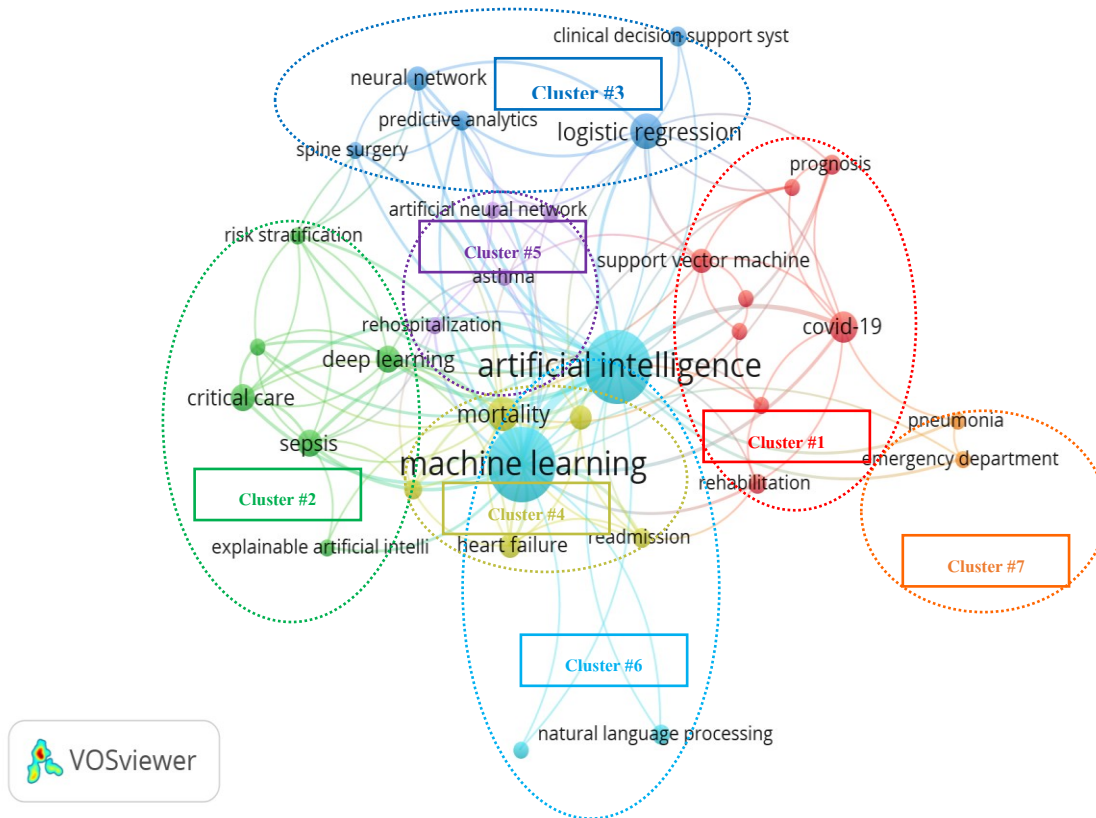 clinical decision support syst
neural network
Cluster #3
predictive analytics
logistic regression
spine surgery
prognosis
artificial neural network
risk stratification
Cluster #5
support vector machine
asthma
rehospitalization
covid-19
deep learning
artificial intelligence
critical care
mortality
pneumonia
sepsis
Cluster #1
machine learning
emergency department
rehabilitation
Cluster #2
Cluster #4
readmission
explainable artificial intelli
heart failure
Cluster #7
Cluster #6
natural language processing
VOSviewer